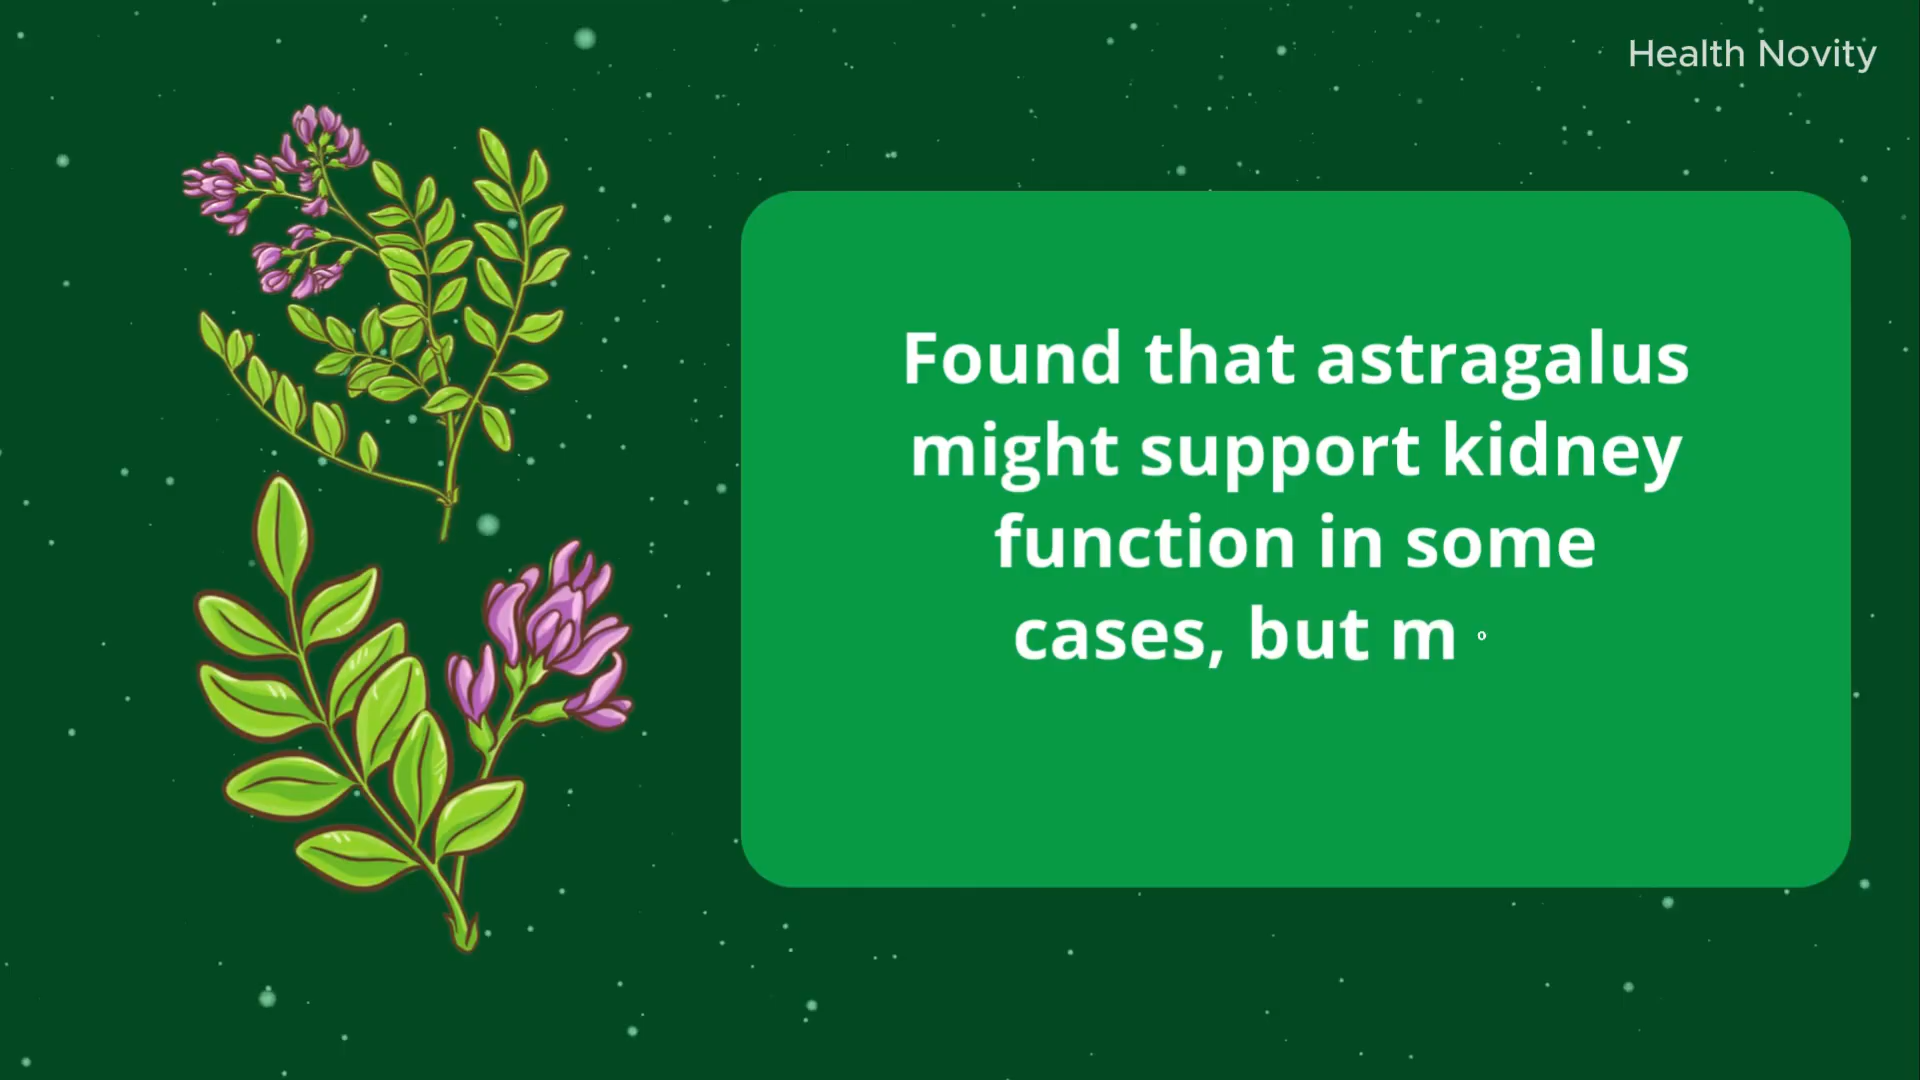 Health Novity
Found that astragalus
might support kidney
function in some
cases, but m